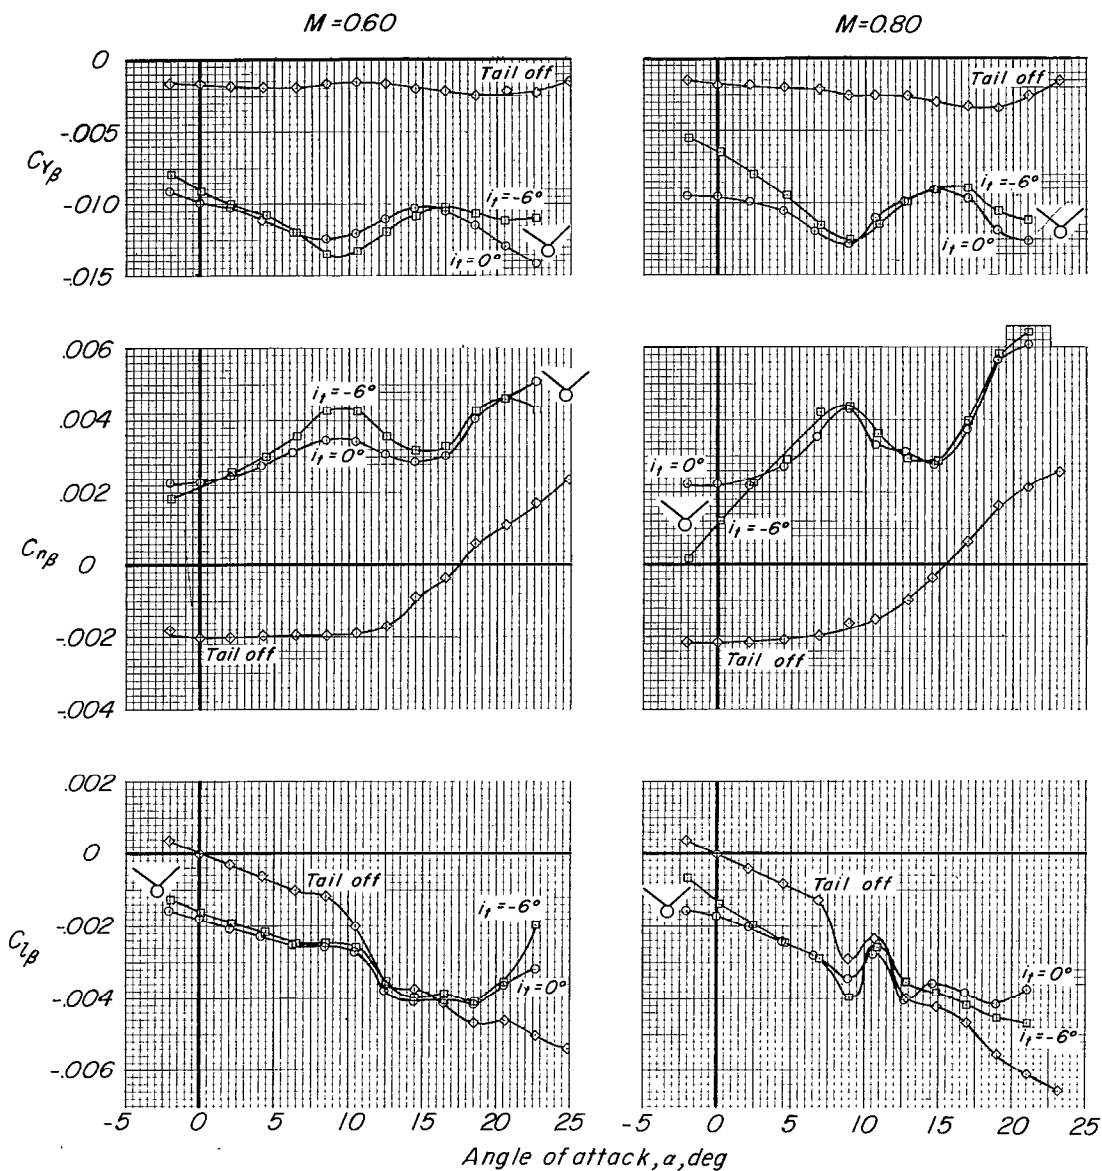 M=0.60
M=0.80
0
-.005
-.010
-.015
CYβ
Tail off
it=-6°
it=0°
Tail off
it=-6°
it=0°
.006
.004
.002
0
-.002
-.004
Cnβ
it=-6°
it=0°
Tail off
it=0°
it=-6°
Tail off
.002
0
-.002
-.004
-.006
Clβ
Tail off
it=-6°
it=0°
Tail off
it=0°
it=-6°
-5 0 5 10 15 20 25
-5 0 5 10 15 20 25
Angle of attack, α, deg